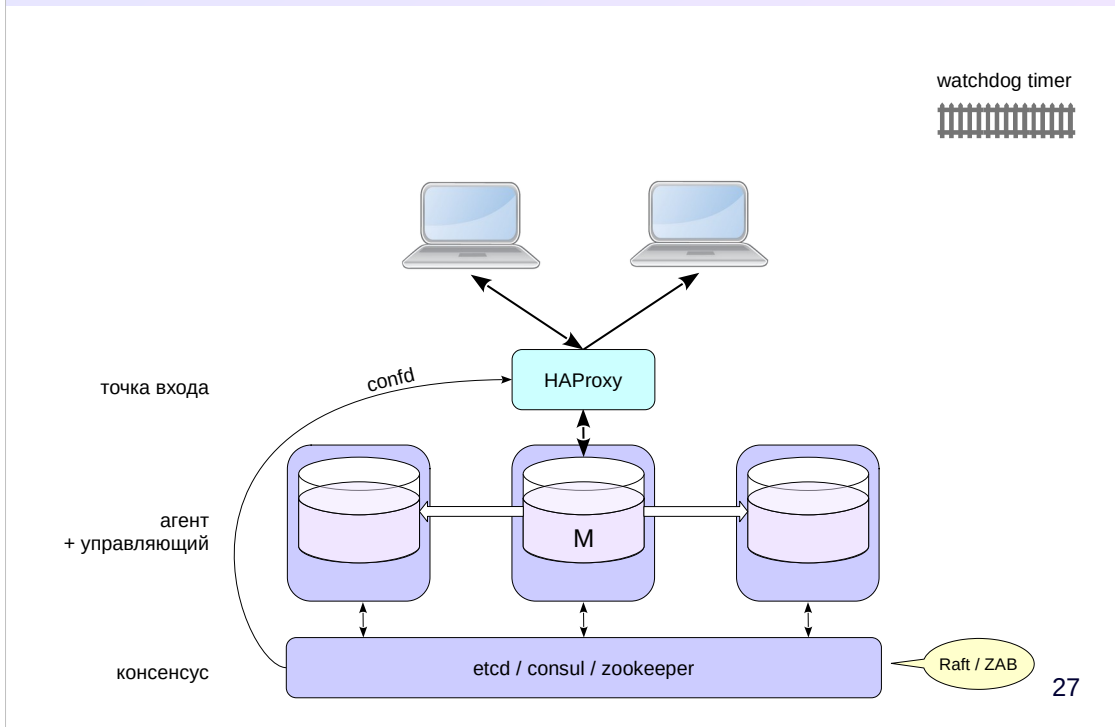 watchdog timer
confd
HAProxy
точка входа
агент
+ управляющий
M
консенсус
etcd / consul / zookeeper
Raft / ZAB
27